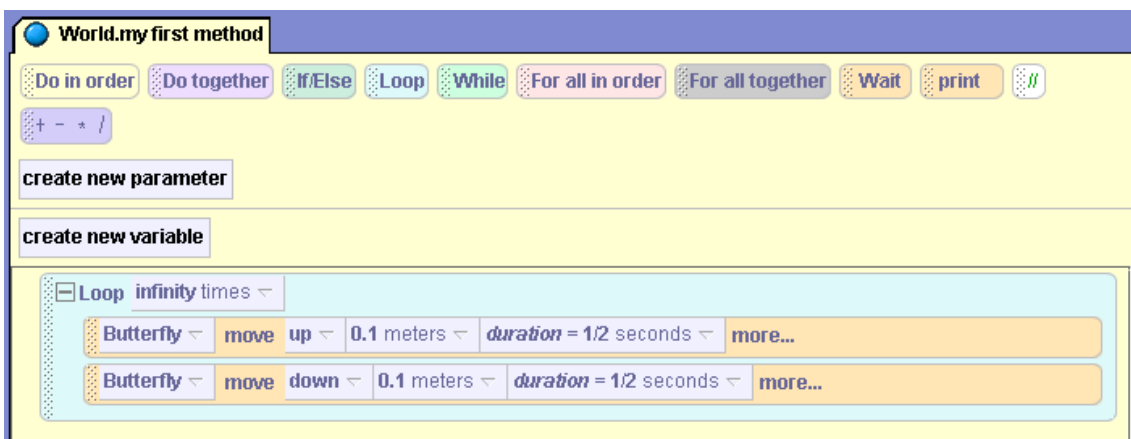 World.my first method
Do in order Do together If/Else Loop While For all in order For all together Wait print //
+ - * /
create new parameter
create new variable
Loop infinity times
Butterfly move up 0.1 meters duration = 1/2 seconds more...
Butterfly move down 0.1 meters duration = 1/2 seconds more...